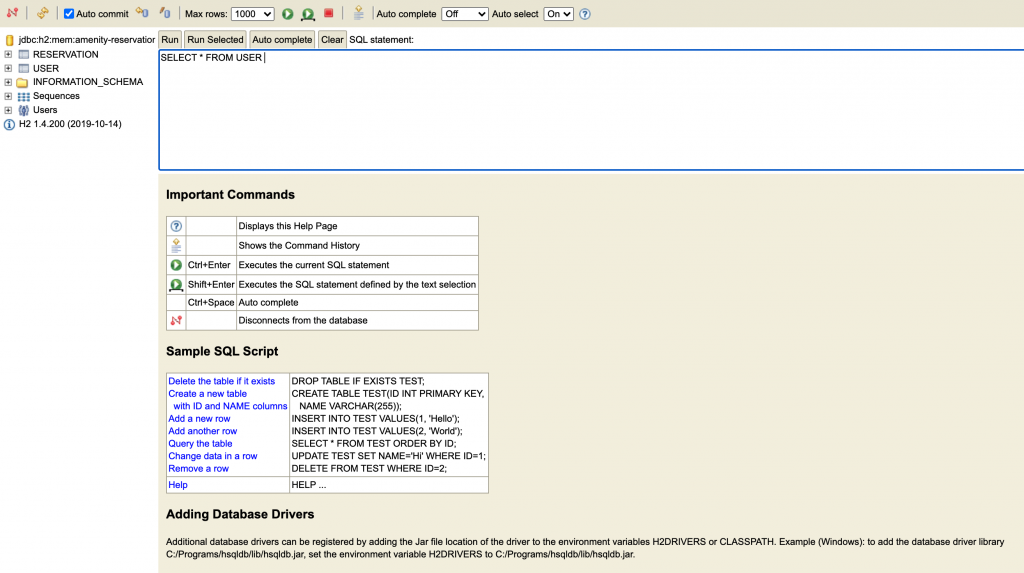 Auto commit Max rows: 1000 Auto complete Off Auto select On ?
jdbc:h2:mem:amenity-reservation
RESERVATION
USER
INFORMATION_SCHEMA
Sequences
Users
H2 1.4.200 (2019-10-14)
Run Run Selected Auto complete Clear SQL statement:
SELECT * FROM USER
Important Commands
? Displays this Help Page
Shows the Command History
Ctrl+Enter Executes the current SQL statement
Shift+Enter Executes the SQL statement defined by the text selection
Ctrl+Space Auto complete
Disconnects from the database
Sample SQL Script
Delete the table if it exists DROP TABLE IF EXISTS TEST;
Create a new table CREATE TABLE TEST(ID INT PRIMARY KEY,
with ID and NAME columns NAME VARCHAR(255));
Add a new row INSERT INTO TEST VALUES(1, 'Hello');
Add another row INSERT INTO TEST VALUES(2, 'World');
Query the table SELECT * FROM TEST ORDER BY ID;
Change data in a row UPDATE TEST SET NAME='Hi' WHERE ID=1;
Remove a row DELETE FROM TEST WHERE ID=2;
Help HELP ...
Adding Database Drivers
Additional database drivers can be registered by adding the Jar file location of the driver to the environment variables H2DRIVERS or CLASSPATH. Example (Windows): to add the database driver library
C:/Programs/hsqldb/lib/hsqldb.jar, set the environment variable H2DRIVERS to C:/Programs/hsqldb/lib/hsqldb.jar.